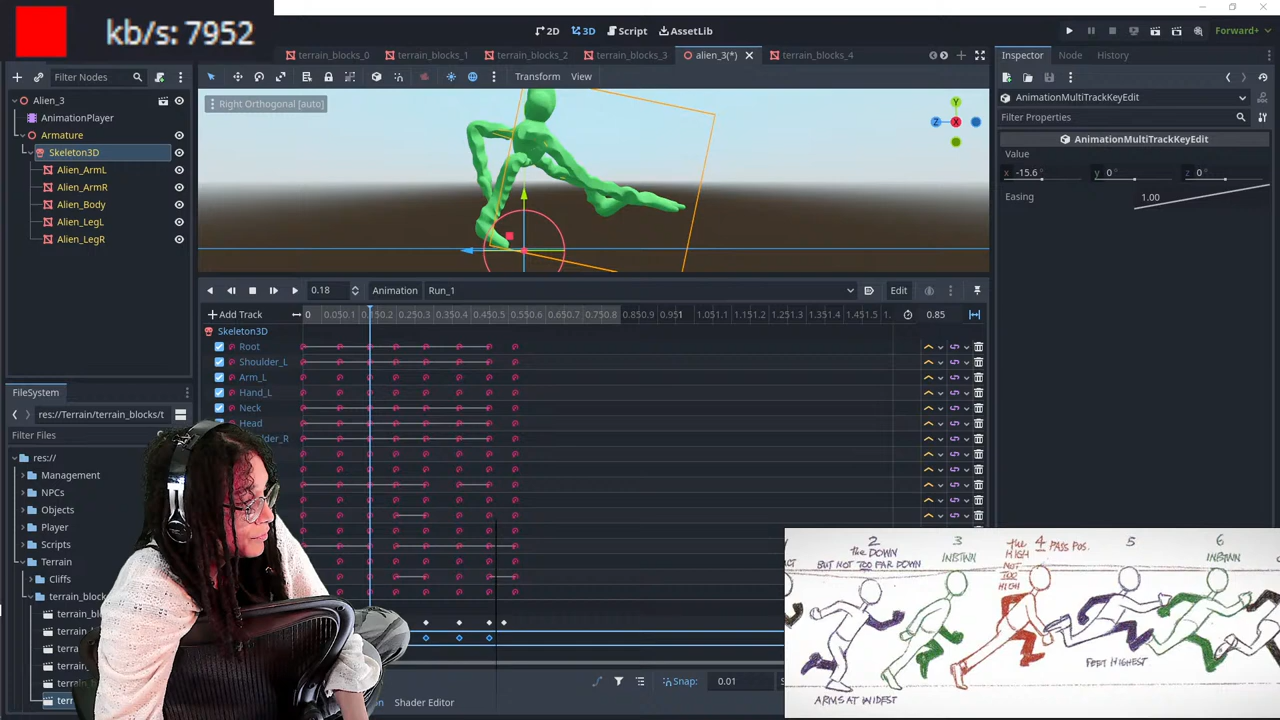 kb/s: 7952
2D 3D Script AssetLib
Forward+
terrain_blocks_0 terrain_blocks_1 terrain_blocks_2 terrain_blocks_3 alien_3(*) terrain_blocks_4
Inspector Node History
Filter Nodes
Transform View
AnimationMultiTrackKeyEdit
Filter Properties
AnimationMultiTrackKeyEdit
Value
x -15.6° y 0° z 0°
Easing 1.00
Alien_3
AnimationPlayer
Armature
Skeleton3D
Alien_ArmL
Alien_ArmR
Alien_Body
Alien_LegL
Alien_LegR
Right Orthogonal [auto]
Y
Z X
0.18 Animation Run_1 Edit
Add Track 0 0.85
Skeleton3D
Root
Shoulder_L
Arm_L
Hand_L
Neck
Head
FileSystem
res://Terrain/terrain_blocks/t
Filter Files
res://
Management
NPCs
Objects
Player
Scripts
Terrain
Cliffs
Snap: 0.01
Shader Editor
2
the DOWN
BUT NOT TOO FAR DOWN
ARMS AT WIDEST
3
INBTWN
the 4 PASS POS.
HIGH
NOT
TOO
HIGH
5
FEET HIGHEST
6
INBTWN